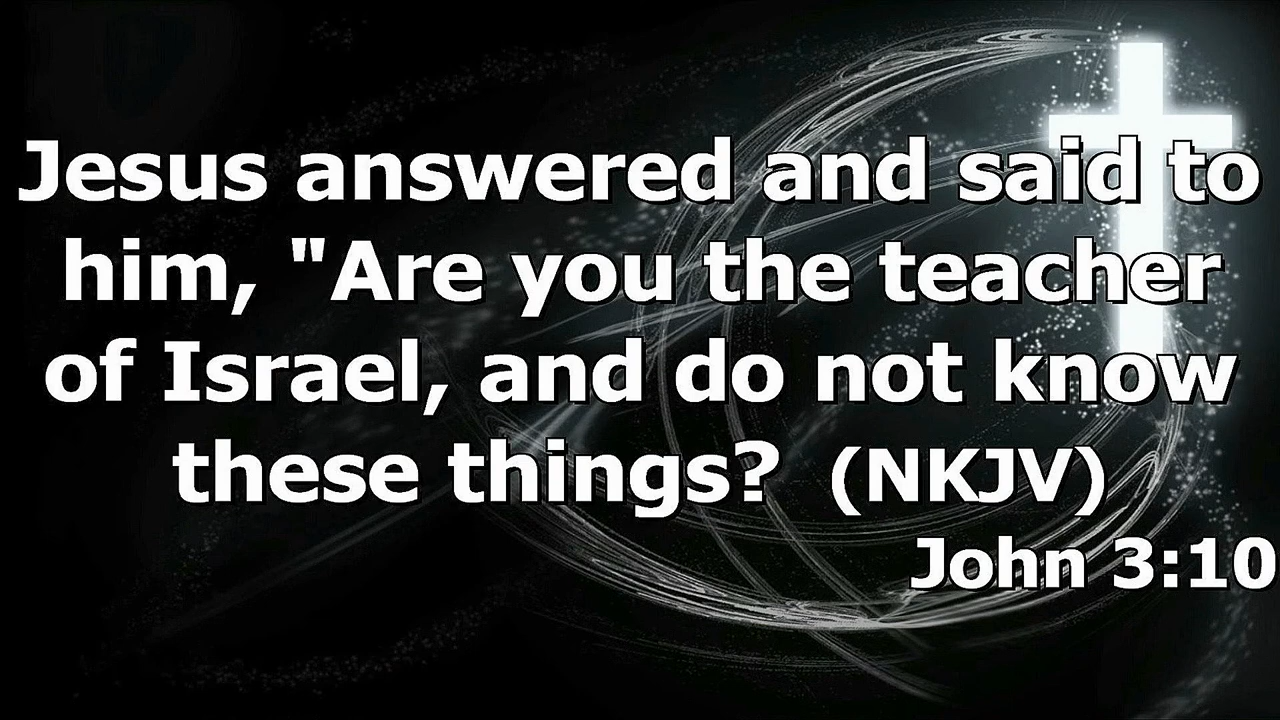 Jesus answered and said to
him, "Are you the teacher
of Israel, and do not know
these things? (NKJV)
John 3:10